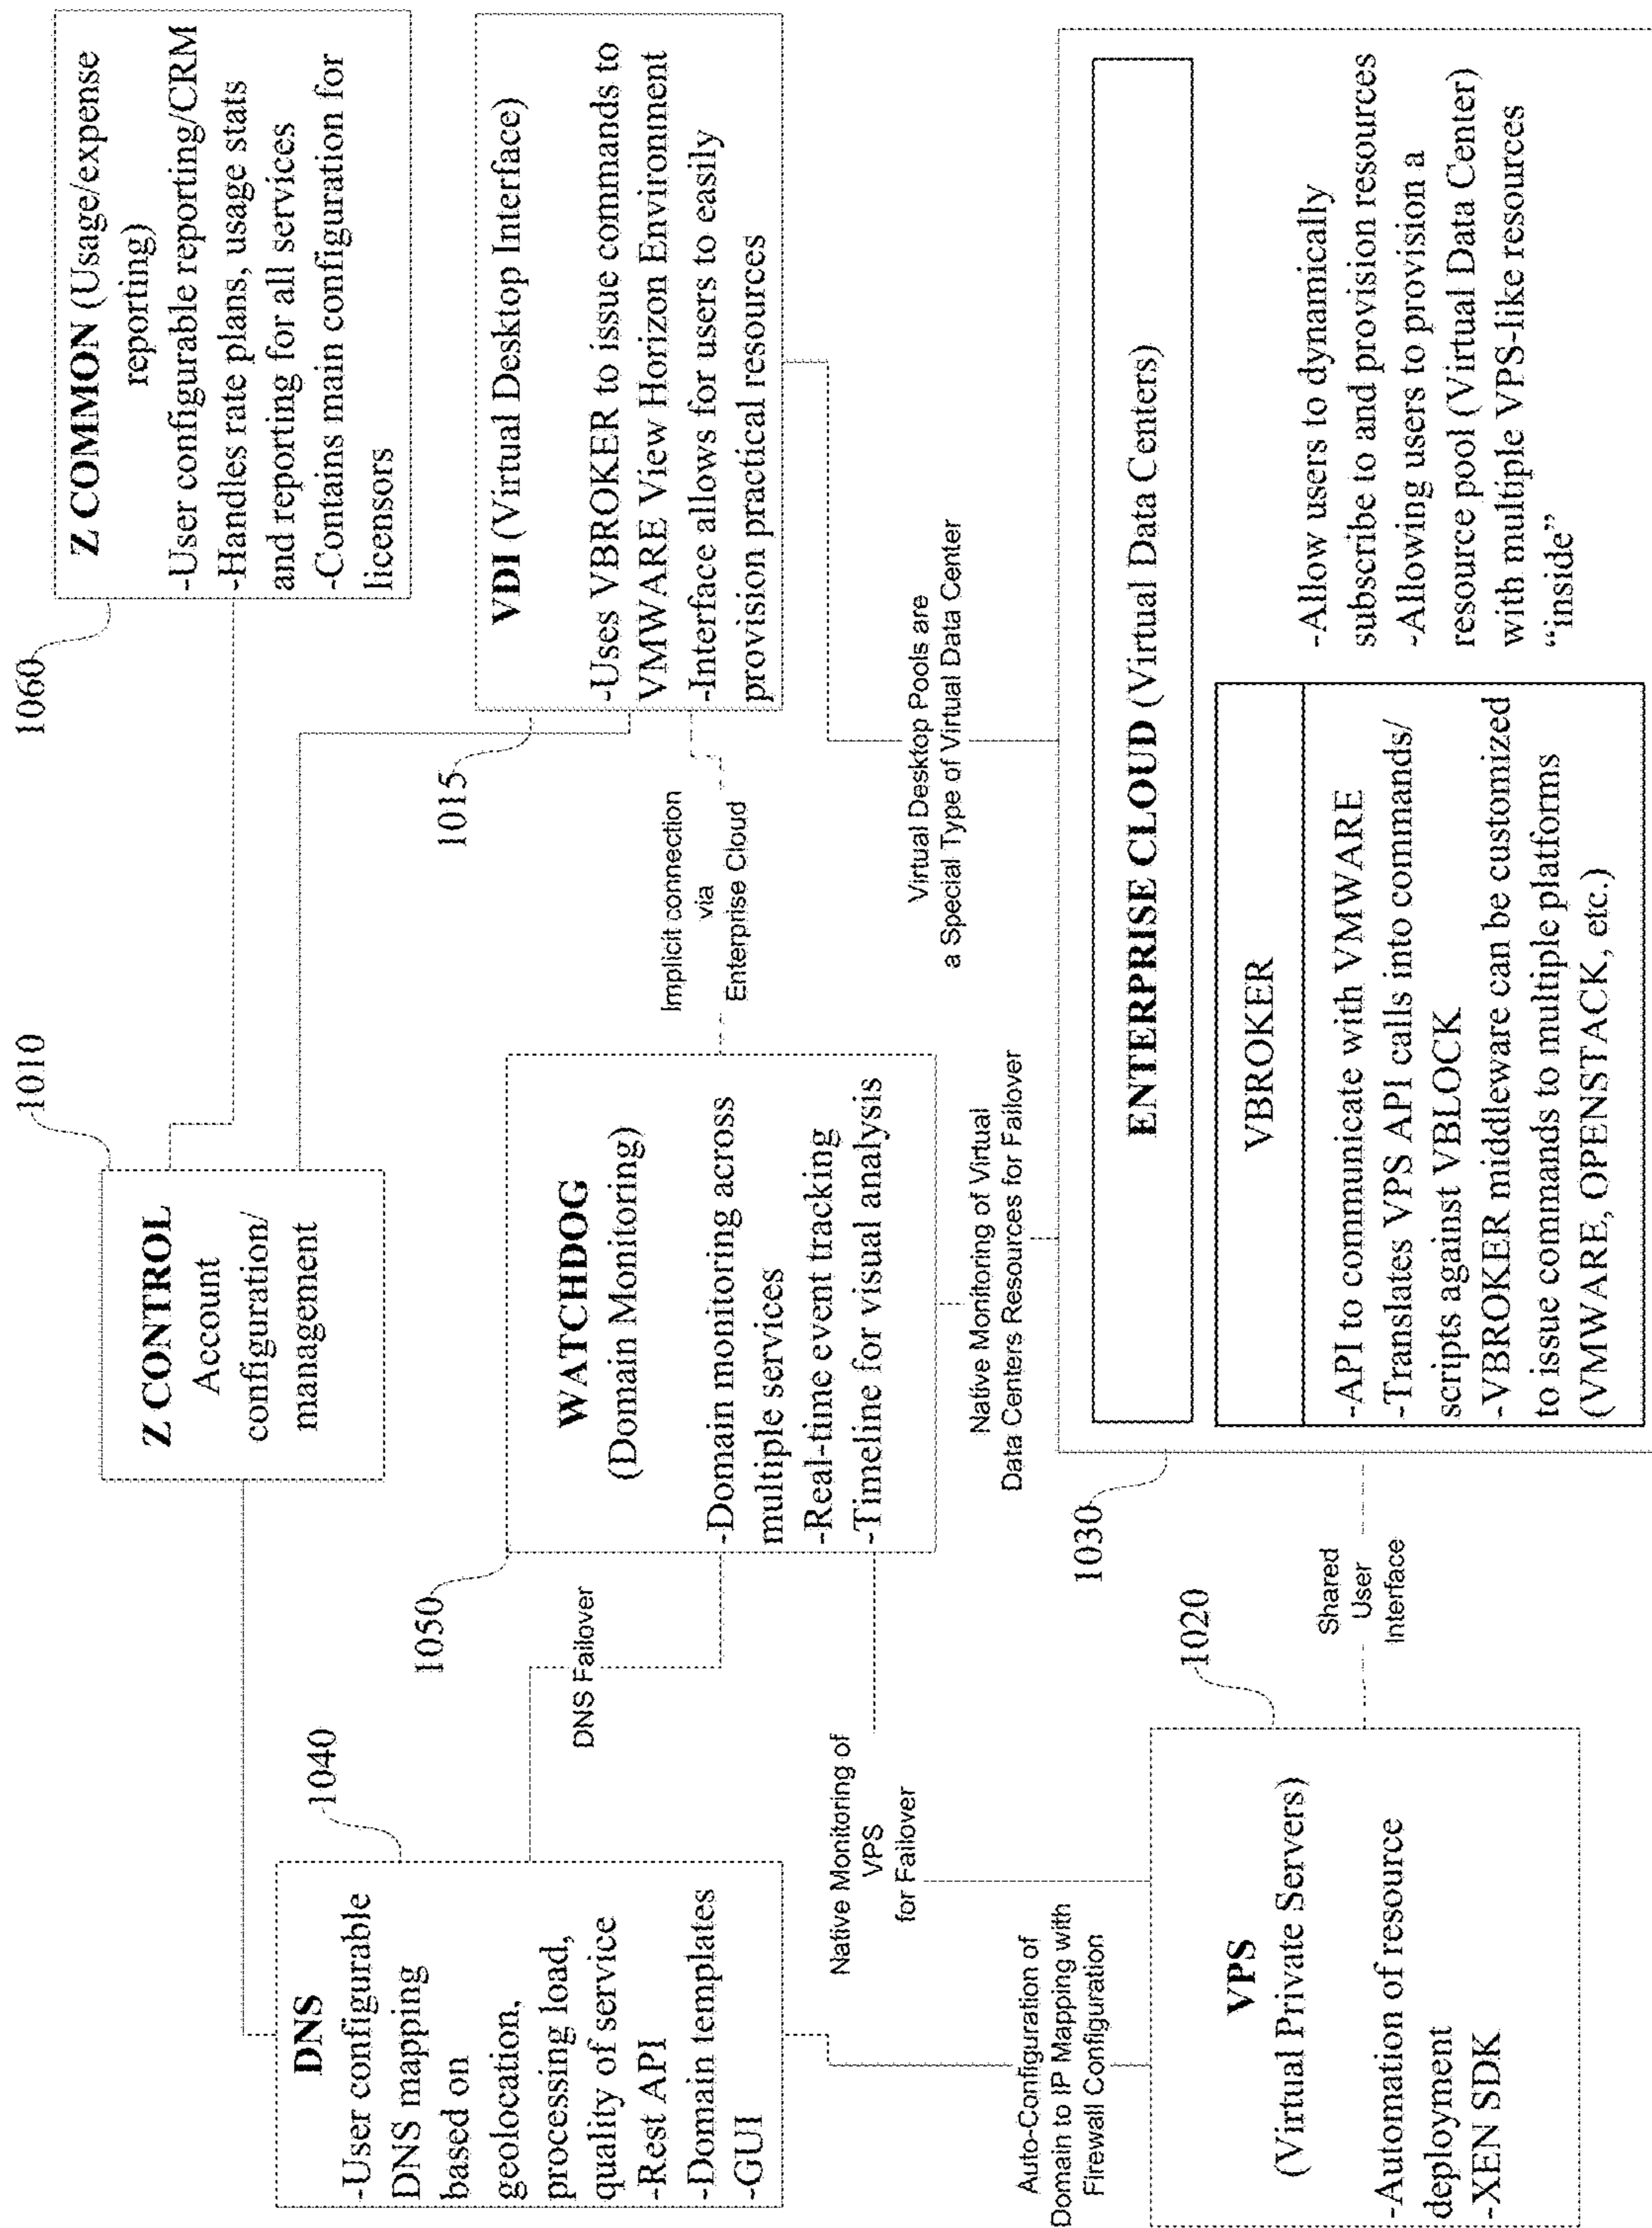 1010
Z CONTROL
Account
configuration/
management
1060
Z COMMON (Usage/expense
reporting)
-User configurable reporting/CRM
-Handles rate plans, usage stats
and reporting for all services
-Contains main configuration for
licensors
1040
DNS
-User configurable
DNS mapping
based on
geolocation,
processing load,
quality of service
-Rest API
-Domain templates
-GUI
DNS Failover
1050
WATCHDOG
(Domain Monitoring)
-Domain monitoring across
multiple services
-Real-time event tracking
-Timeline for visual analysis
Implicit connection
via
Enterprise Cloud
1015
VDI (Virtual Desktop Interface)
-Uses VBROKER to issue commands to
VMWARE View Horizon Environment
-Interface allows for users to easily
provision practical resources
Native Monitoring of
VPS
for Failover
Native Monitoring of Virtual
Data Centers Resources for Failover
Virtual Desktop Pools are
a Special Type of Virtual Data Center
Auto-Configuration of
Domain to IP Mapping with
Firewall Configuration
1020
VPS
(Virtual Private Servers)
-Automation of resource
deployment
-XEN SDK
Shared
User
Interface
1030
ENTERPRISE CLOUD (Virtual Data Centers)
VBROKER
-API to communicate with VMWARE
-Translates VPS API calls into commands/
scripts against VBLOCK
-VBROKER middleware can be customized
to issue commands to multiple platforms
(VMWARE, OPENSTACK, etc.)
-Allow users to dynamically
subscribe to and provision resources
-Allowing users to provision a
resource pool (Virtual Data Center)
with multiple VPS-like resources
“inside”